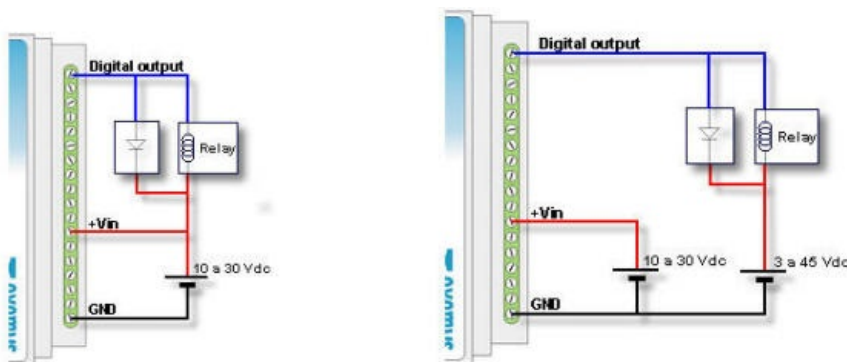 Digital output
Relay
+Vin
10 a 30 Vdc
GND
Digital output
Relay
+Vin
10 a 30 Vdc
3 a 45 Vdc
GND